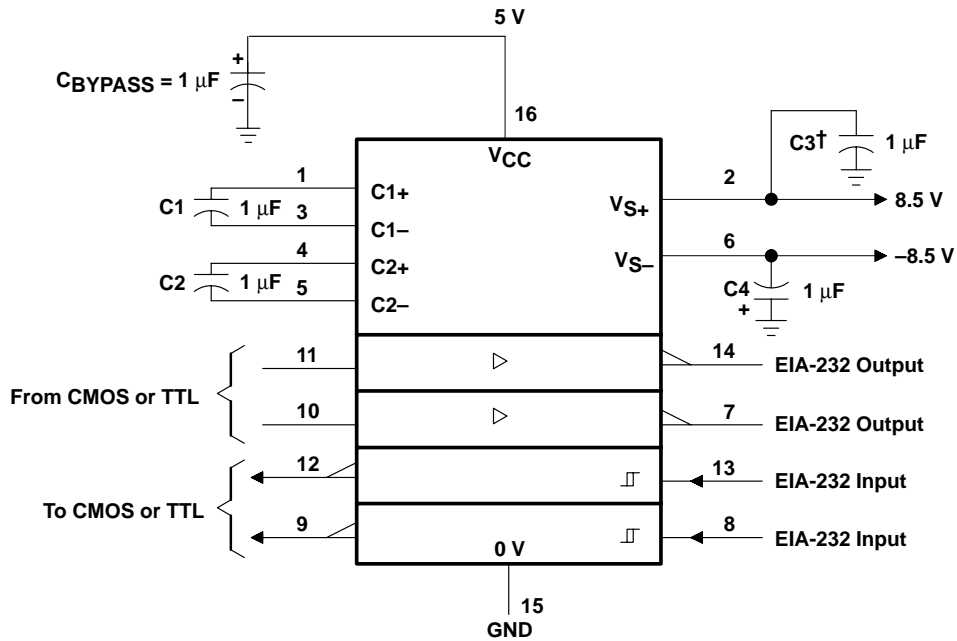 5 V
CBYPASS = 1 µF
+
–
16
VCC
C3†
1 µF
1
C1+
C1
1 µF
3
C1–
2
VS+
8.5 V
4
C2+
C2
1 µF
5
C2–
6
VS–
–8.5 V
C4
+
1 µF
11
14
EIA-232 Output
From CMOS or TTL
10
7
EIA-232 Output
12
13
EIA-232 Input
To CMOS or TTL
9
8
EIA-232 Input
0 V
15
GND